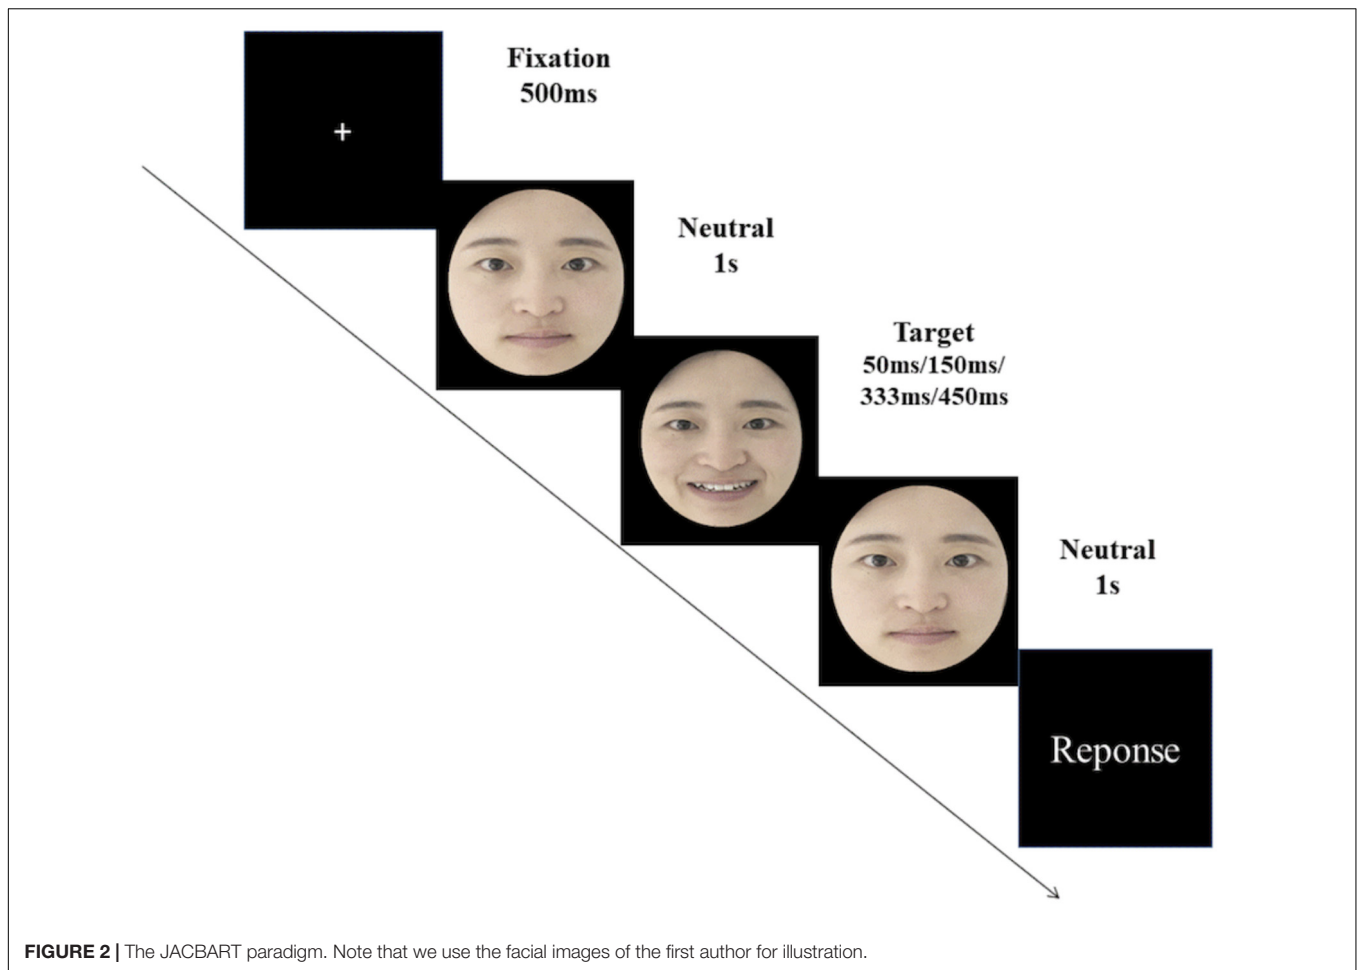 Fixation
500ms
+
Neutral
1s
Target
50ms/150ms/
333ms/450ms
Neutral
1s
Reponse
FIGURE 2 | The JACBART paradigm. Note that we use the facial images of the first author for illustration.